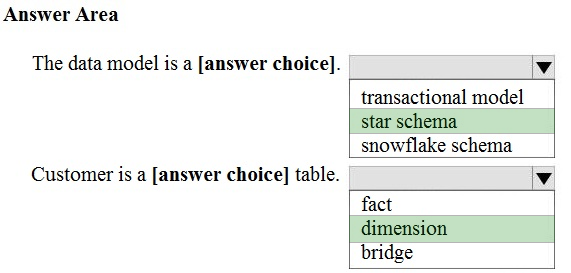 Answer Area
The data model is a [answer choice].
transactional model
star schema
snowflake schema
Customer is a [answer choice] table.
fact
dimension
bridge